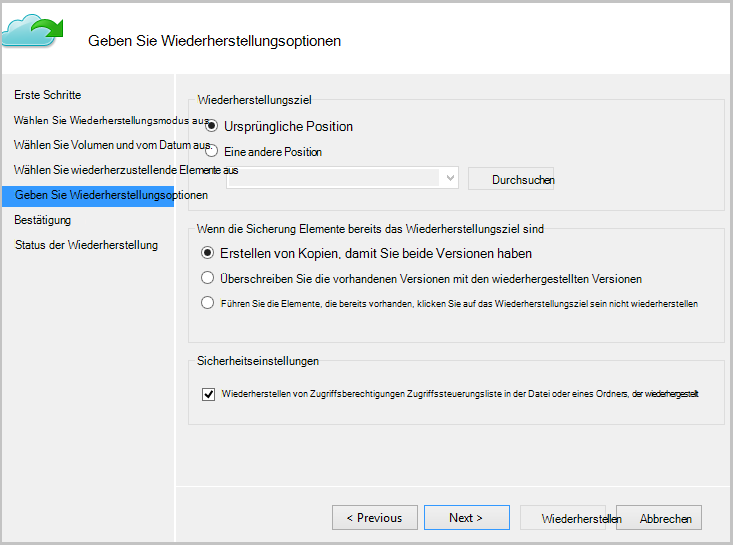 Geben Sie Wiederherstellungsoptionen
Erste Schritte
Wählen Sie Wiederherstellungsmodus aus
Wählen Sie Volumen und vom Datum aus.
Wählen Sie wiederherzustellende Elemente aus
Geben Sie Wiederherstellungsoptionen
Bestätigung
Status der Wiederherstellung
Wiederherstellungsziel
Ursprüngliche Position
Eine andere Position
Durchsuchen
Wenn die Sicherung Elemente bereits das Wiederherstellungsziel sind
Erstellen von Kopien, damit Sie beide Versionen haben
Überschreiben Sie die vorhandenen Versionen mit den wiederhergestellten Versionen
Führen Sie die Elemente, die bereits vorhanden, klicken Sie auf das Wiederherstellungsziel sein nicht wiederherstellen
Sicherheitseinstellungen
Wiederherstellen von Zugriffsberechtigungen Zugriffssteuerungsliste in der Datei oder eines Ordners, der wiederhergestellt
< Previous
Next >
Wiederherstellen
Abbrechen